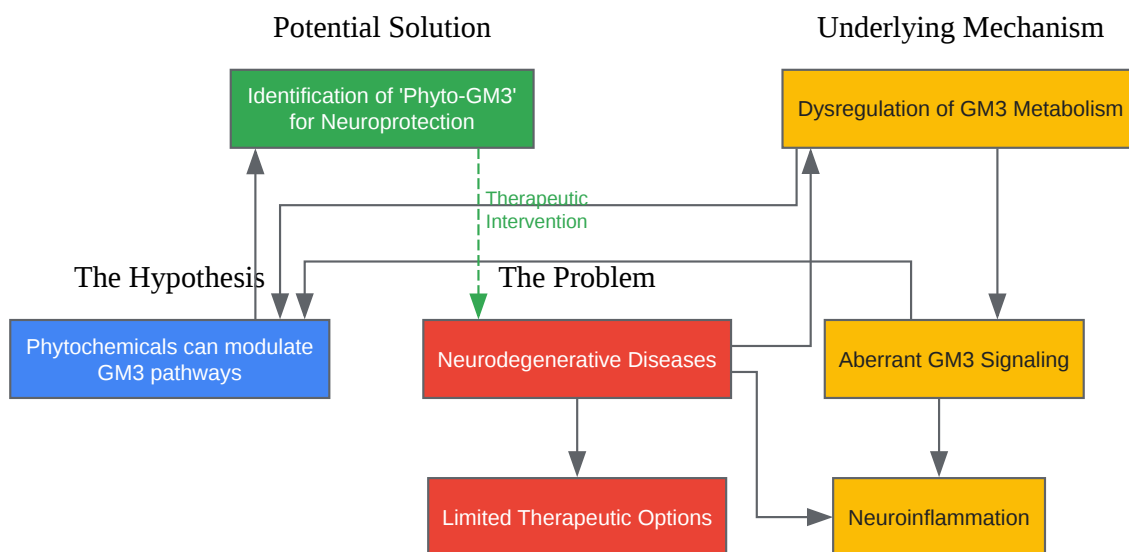 Potential Solution
Underlying Mechanism
Identification of 'Phyto-GM3'
for Neuroprotection
Dysregulation of GM3 Metabolism
Therapeutic
Intervention
The Hypothesis
The Problem
Phytochemicals can modulate
GM3 pathways
Neurodegenerative Diseases
Aberrant GM3 Signaling
Limited Therapeutic Options
Neuroinflammation